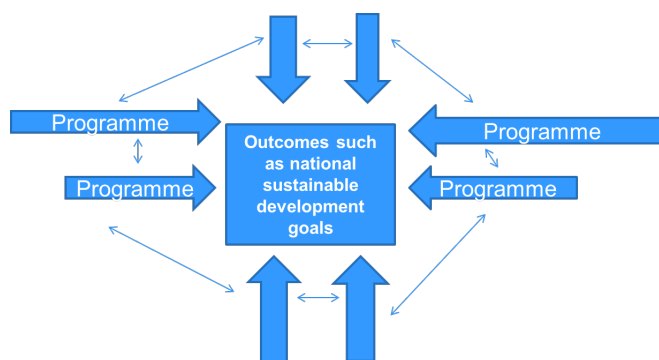 Programme
Programme
Outcomes such
as national
sustainable
development
goals
Programme
Programme